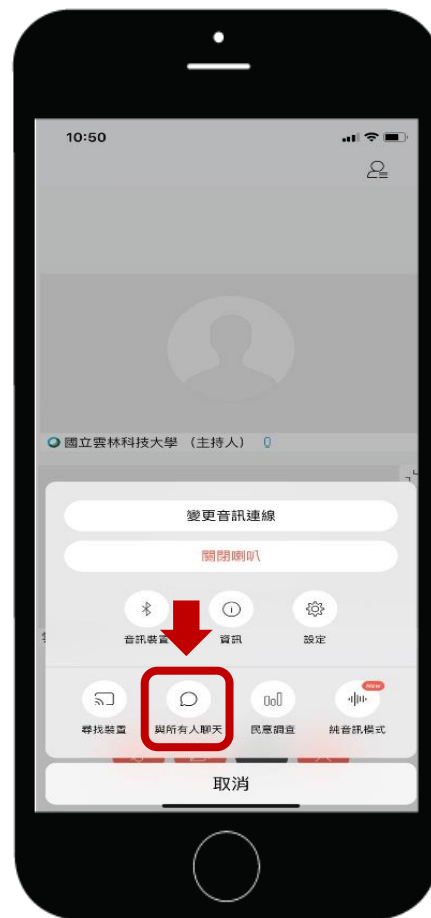 10:50
國立雲林科技大學 （主持人）
變更音訊連線
關閉喇叭
音訊裝置 資訊 設定
New
尋找裝置 與所有人聊天 民意調查 純音訊模式
取消